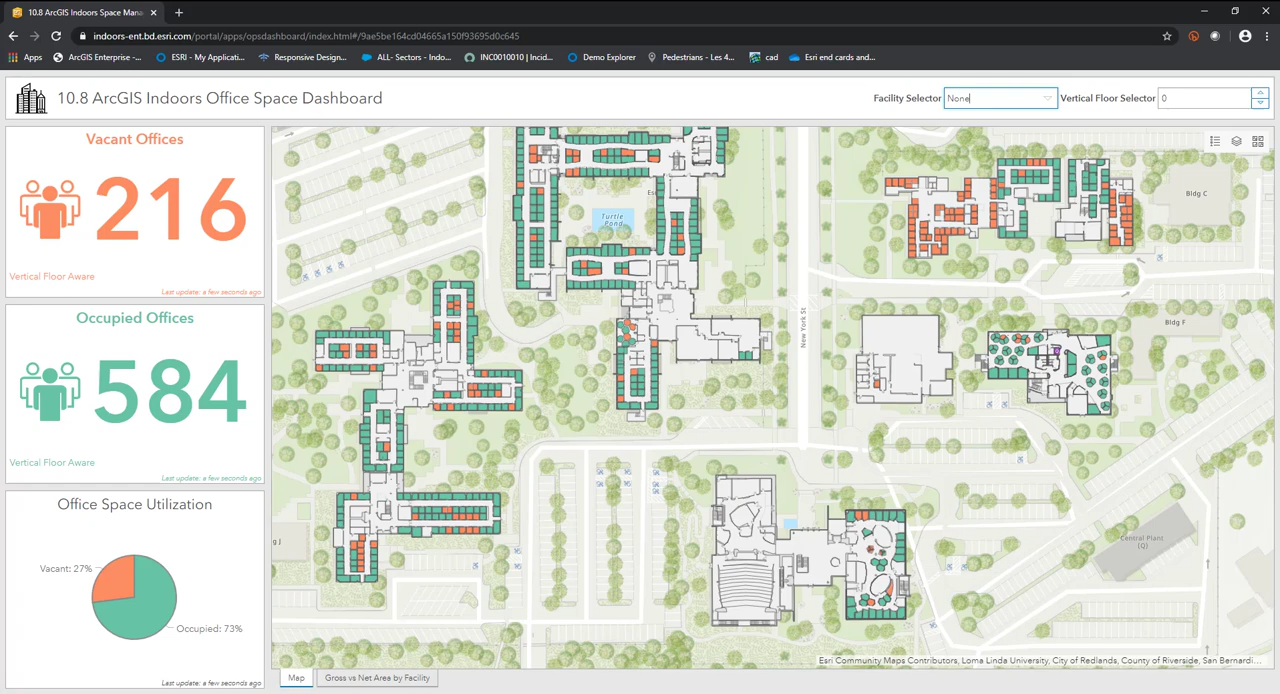 10.8 ArcGIS Indoors Space Mana
indoors-ent.bd.esri.com/portal/apps/opsdashboard/index.html#/9ae5be164cd04665a150f93695d0c645
Apps ArcGIS Enterprise -... ESRI - My Applicati... Responsive Design... ALL- Sectors - Indo... INC0010010 | Incid... Demo Explorer Pedestrians - Les 4... cad Esri end cards and...
10.8 ArcGIS Indoors Office Space Dashboard
Facility Selector None Vertical Floor Selector 0
Vacant Offices
216
Vertical Floor Aware
Last update: a few seconds ago
Occupied Offices
584
Vertical Floor Aware
Last update: a few seconds ago
Office Space Utilization
Vacant: 27%
Occupied: 73%
Last update: a few seconds ago
Turtle
Pond
New York St
Bldg C
Bldg F
Central Plant
(Q)
g J
Esri Community Maps Contributors, Loma Linda University, City of Redlands, County of Riverside, San Bernardi...
Map Gross vs Net Area by Facility